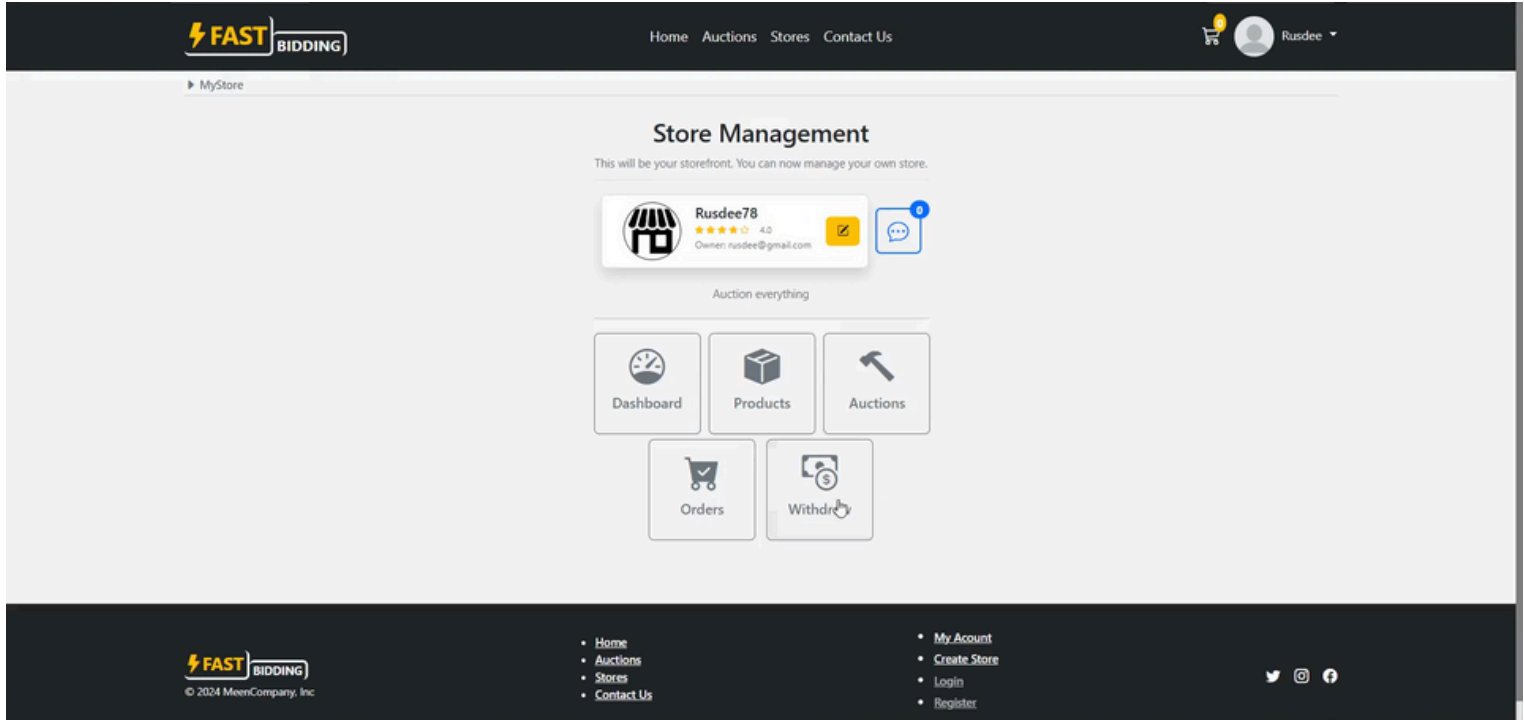 FAST BIDDING
Home Auctions Stores Contact Us
0
Rusdee
MyStore
Store Management
This will be your storefront. You can now manage your own store.
Rusdee78
4.0
Owner: rusdee@gmail.com
0
Auction everything
Dashboard
Products
Auctions
Orders
Withdraw
FAST BIDDING
© 2024 MeenCompany, Inc
Home
Auctions
Stores
Contact Us
My Acount
Create Store
Login
Register